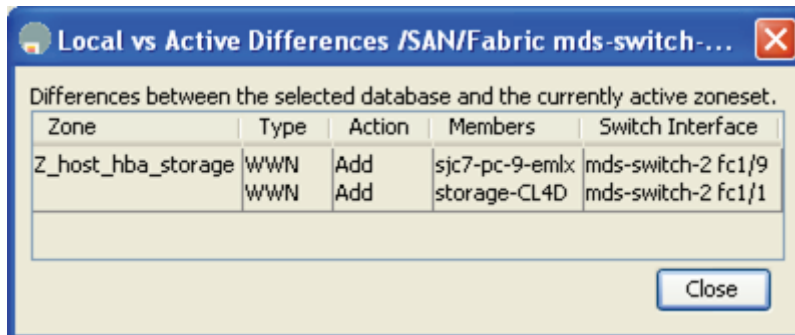 Local vs Active Differences /SAN/Fabric mds-switch-...
Differences between the selected database and the currently active zoneset.
Zone Type Action Members Switch Interface
Z_host_hba_storage WWN Add sjc7-pc-9-emlx mds-switch-2 fc1/9
WWN Add storage-CL4D mds-switch-2 fc1/1
Close